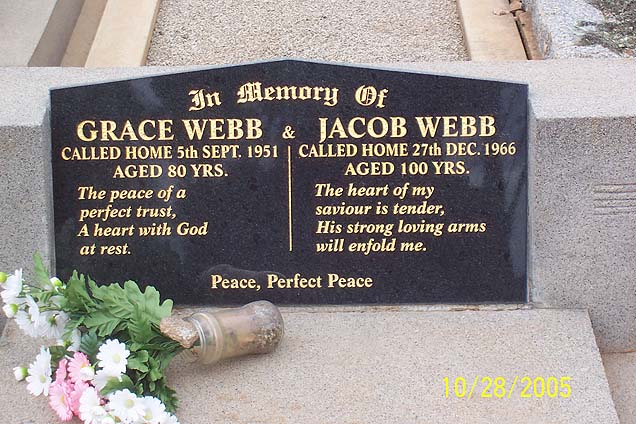 In Memory Of
GRACE WEBB & JACOB WEBB
CALLED HOME 5th SEPT. 1951
AGED 80 YRS.
The peace of a
perfect trust,
A heart with God
at rest.
CALLED HOME 27th DEC. 1966
AGED 100 YRS.
The heart of my
saviour is tender,
His strong loving arms
will enfold me.
Peace, Perfect Peace
10/28/2005